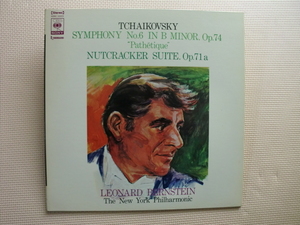 TCHAIKOVSKY
SYMPHONY No.6 IN B MINOR. Op.74
"Pathétique"
NUTCRACKER SUITE. Op.71a
LEONARD BERNSTEIN
The New York Philharmonic